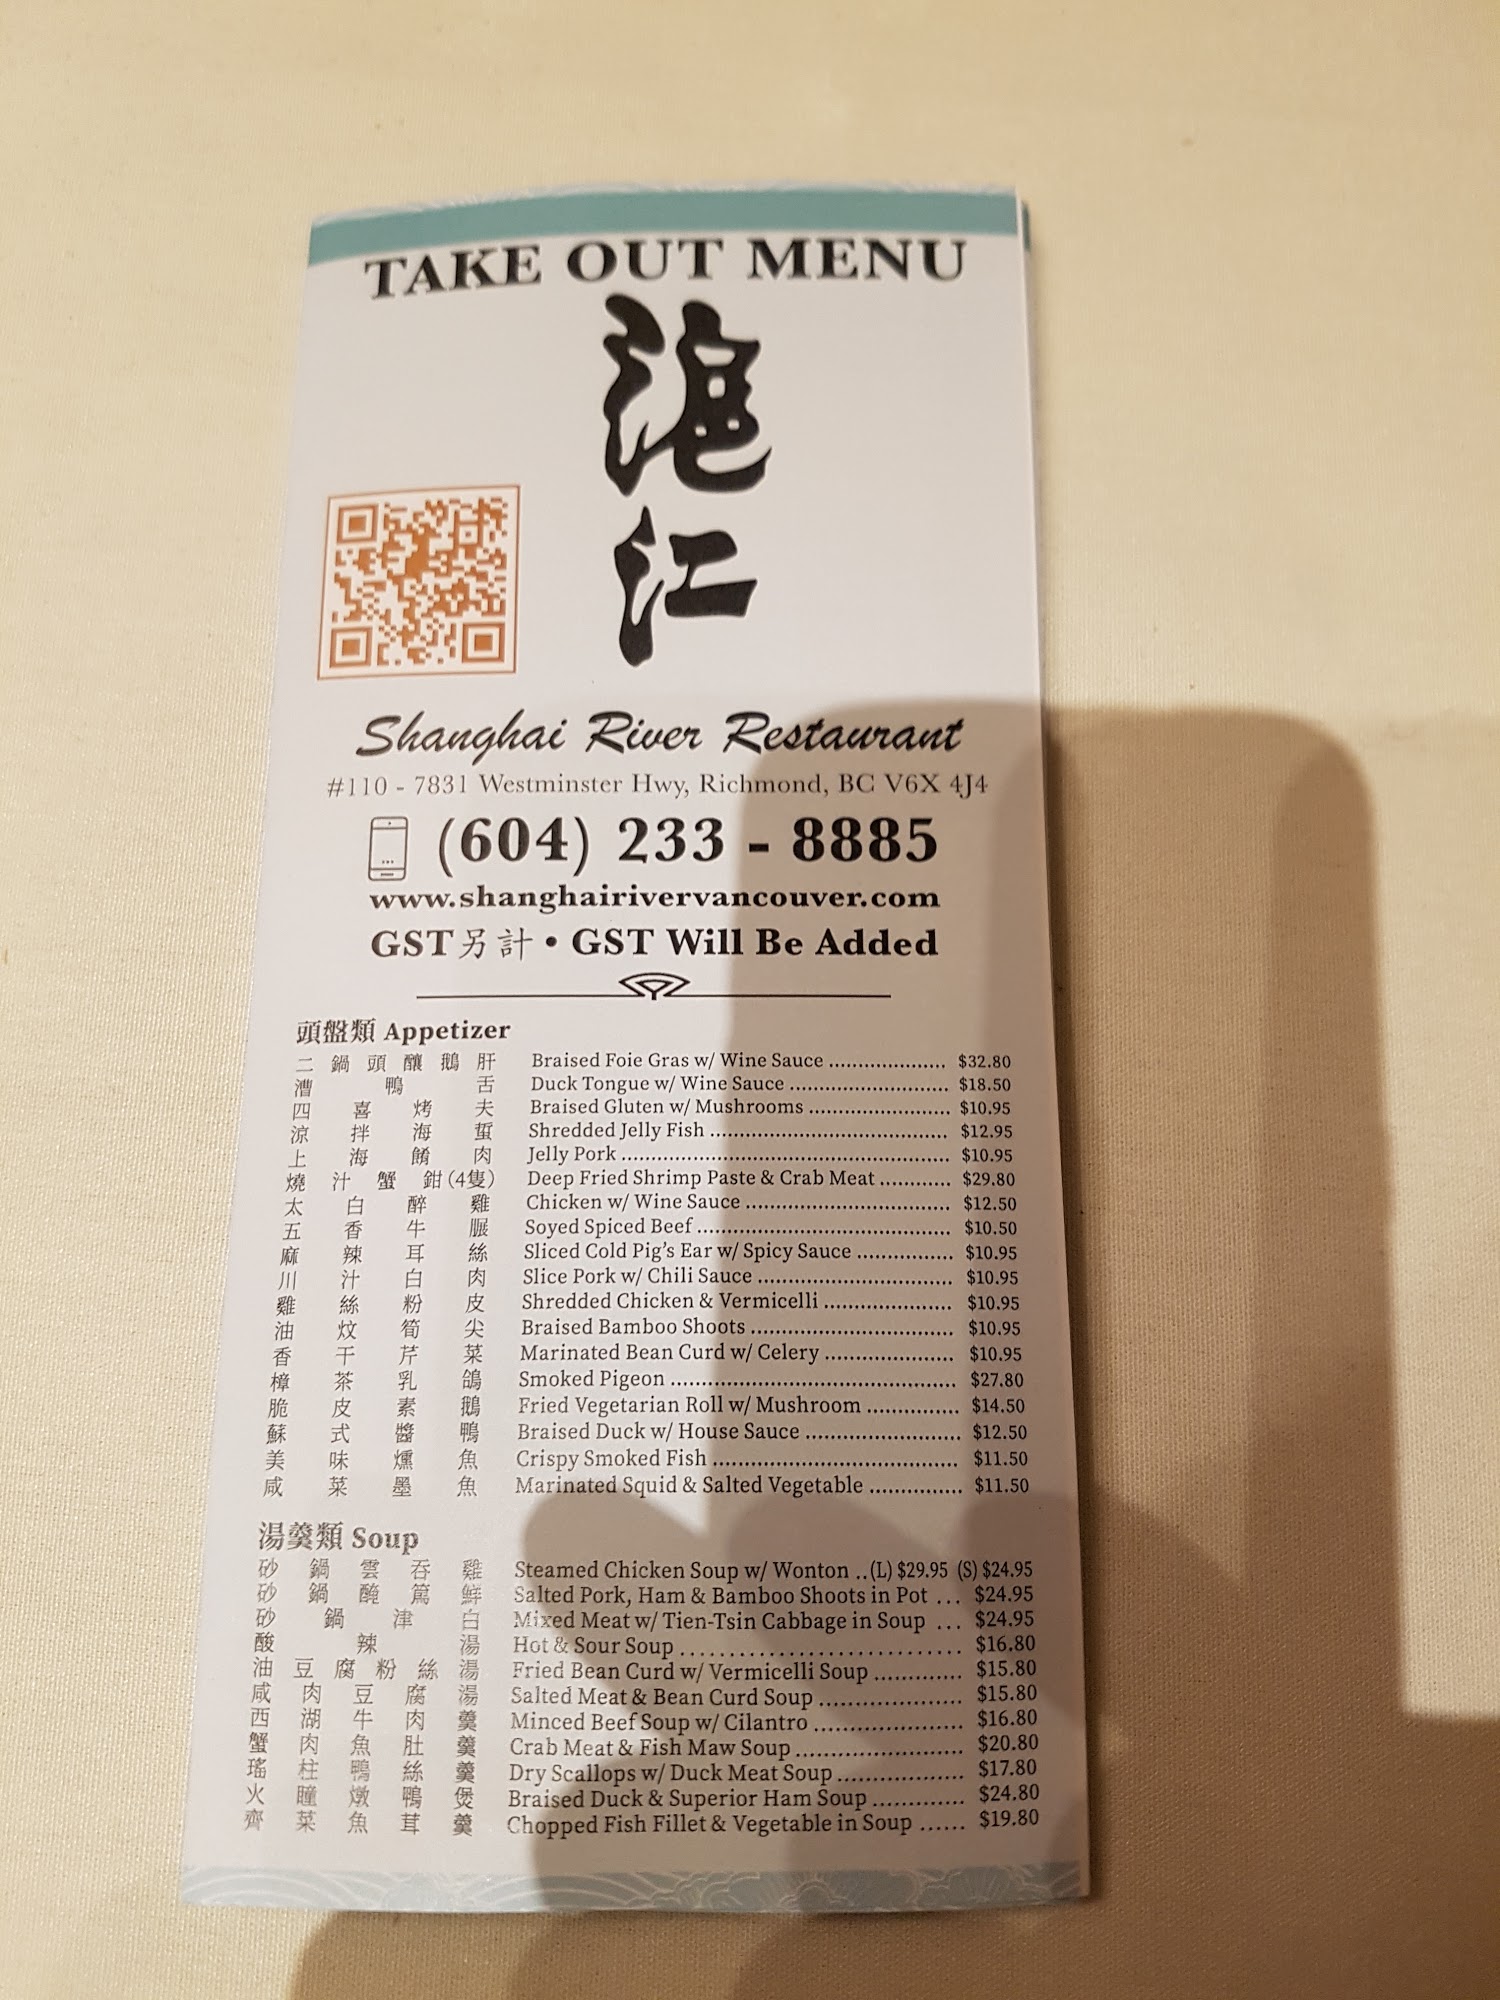 TAKE OUT MENU
滬
江
Shanghai River Restaurant
#110 - 7831 Westminster Hwy, Richmond, BC V6X 4J4
(604) 233 - 8885
www.shanghairivervancouver.com
GST另計 • GST Will Be Added
頭盤類 Appetizer
二鍋頭釀鵝肝 Braised Foie Gras w/ Wine Sauce ..................... $32.80
漕鴨舌 Duck Tongue w/ Wine Sauce ............................. $18.50
四喜烤夫 Braised Gluten w/ Mushrooms .......................... $10.95
涼拌海蜇 Shredded Jelly Fish ........................................... $12.95
上海餚肉 Jelly Pork ........................................................... $10.95
燒汁蟹鉗(4隻) Deep Fried Shrimp Paste & Crab Meat ............. $29.80
太白醉雞 Chicken w/ Wine Sauce ..................................... $12.50
五香牛腱 Soyed Spiced Beef .............................................. $10.50
麻辣耳絲 Sliced Cold Pig's Ear w/ Spicy Sauce ................. $10.95
川汁白肉 Slice Pork w/ Chili Sauce ................................... $10.95
雞絲粉皮 Shredded Chicken & Vermicelli ....................... $10.95
油炆筍尖 Braised Bamboo Shoots .................................... $10.95
香干芹菜 Marinated Bean Curd w/ Celery ....................... $10.95
樟茶乳鴿 Smoked Pigeon ................................................... $27.80
脆皮素鵝 Fried Vegetarian Roll w/ Mushroom ................ $14.50
蘇式醬鴨 Braised Duck w/ House Sauce ........................... $12.50
美味燻魚 Crispy Smoked Fish ........................................... $11.50
咸菜墨魚 Marinated Squid & Salted Vegetable ................ $11.50
湯羹類 Soup
砂鍋雲吞雞 Steamed Chicken Soup w/ Wonton ..(L) $29.95 (S) $24.95
砂鍋醃篤鮮 Salted Pork, Ham & Bamboo Shoots in Pot ... $24.95
砂鍋津白 Mixed Meat w/ Tien-Tsin Cabbage in Soup ... $24.95
酸辣湯 Hot & Sour Soup ............................... $16.80
油豆腐粉絲湯 Fried Bean Curd w/ Vermicelli Soup ............. $15.80
咸肉豆腐湯 Salted Meat & Bean Curd Soup ..................... $15.80
西湖牛肉羹 Minced Beef Soup w/ Cilantro ...................... $16.80
蟹肉魚肚羹 Crab Meat & Fish Maw Soup ......................... $20.80
瑤柱鴨絲羹 Dry Scallops w/ Duck Meat Soup ................... $17.80
火瞳燉鴨煲 Braised Duck & Superior Ham Soup ............. $24.80
齊菜魚茸羹 Chopped Fish Fillet & Vegetable in Soup ...... $19.80